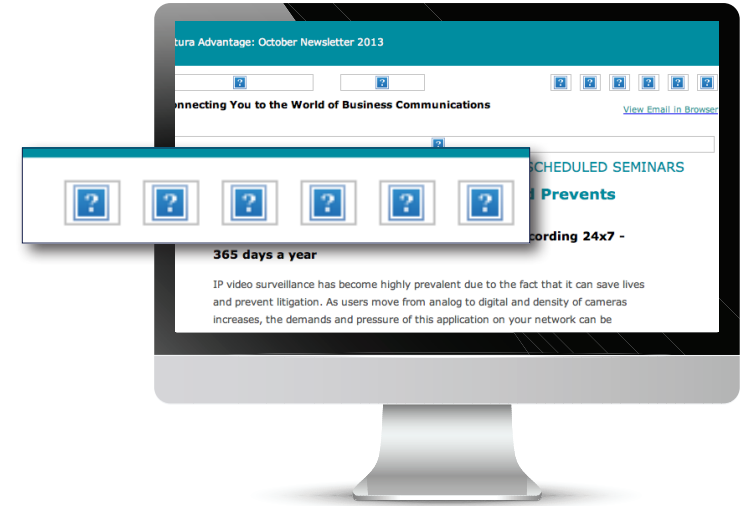 tura Advantage: October Newsletter 2013
? ?
? ? ? ? ? ?
onnecting You to the World of Business Communications
View Email in Browser
?
SCHEDULED SEMINARS
? ? ? ? ? ?
Prevents
cording 24x7 -
365 days a year
IP video surveillance has become highly prevalent due to the fact that it can save lives
and prevent litigation. As users move from analog to digital and density of cameras
increases, the demands and pressure of this application on your network can be